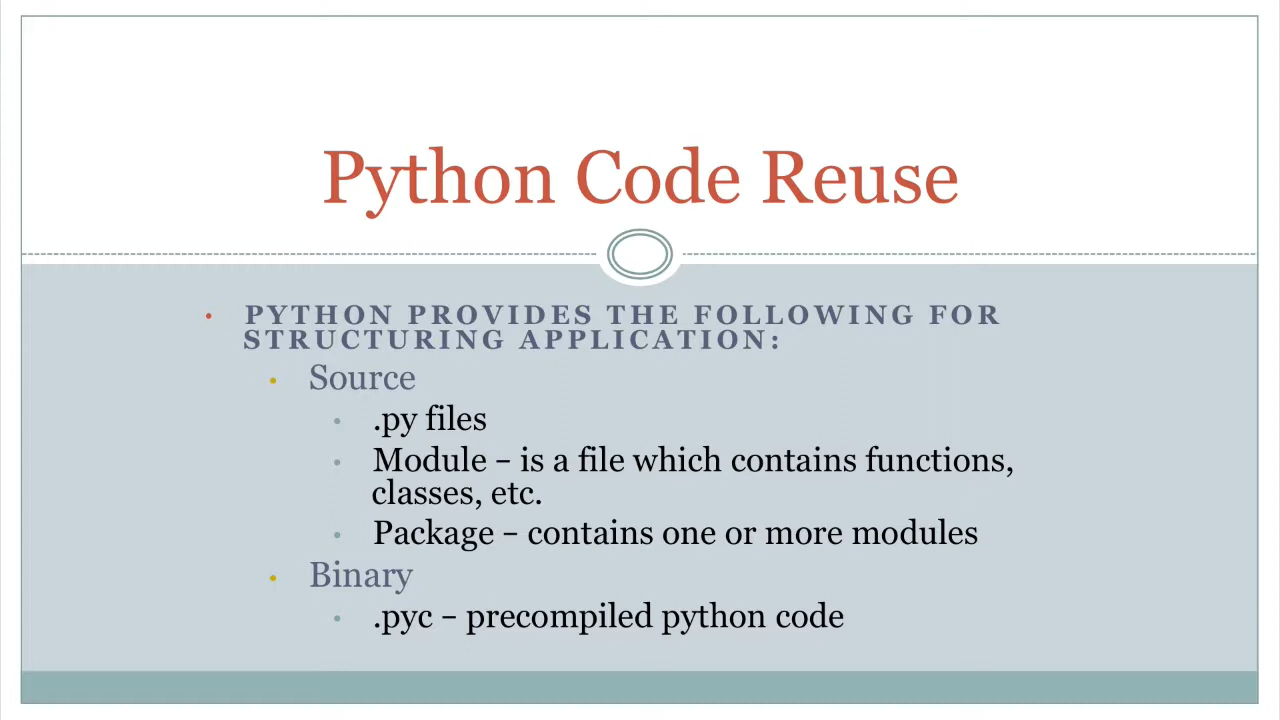 Python Code Reuse
• PYTHON PROVIDES THE FOLLOWING FOR
STRUCTURING APPLICATION:
• Source
• .py files
• Module – is a file which contains functions,
classes, etc.
• Package – contains one or more modules
• Binary
• .pyc – precompiled python code